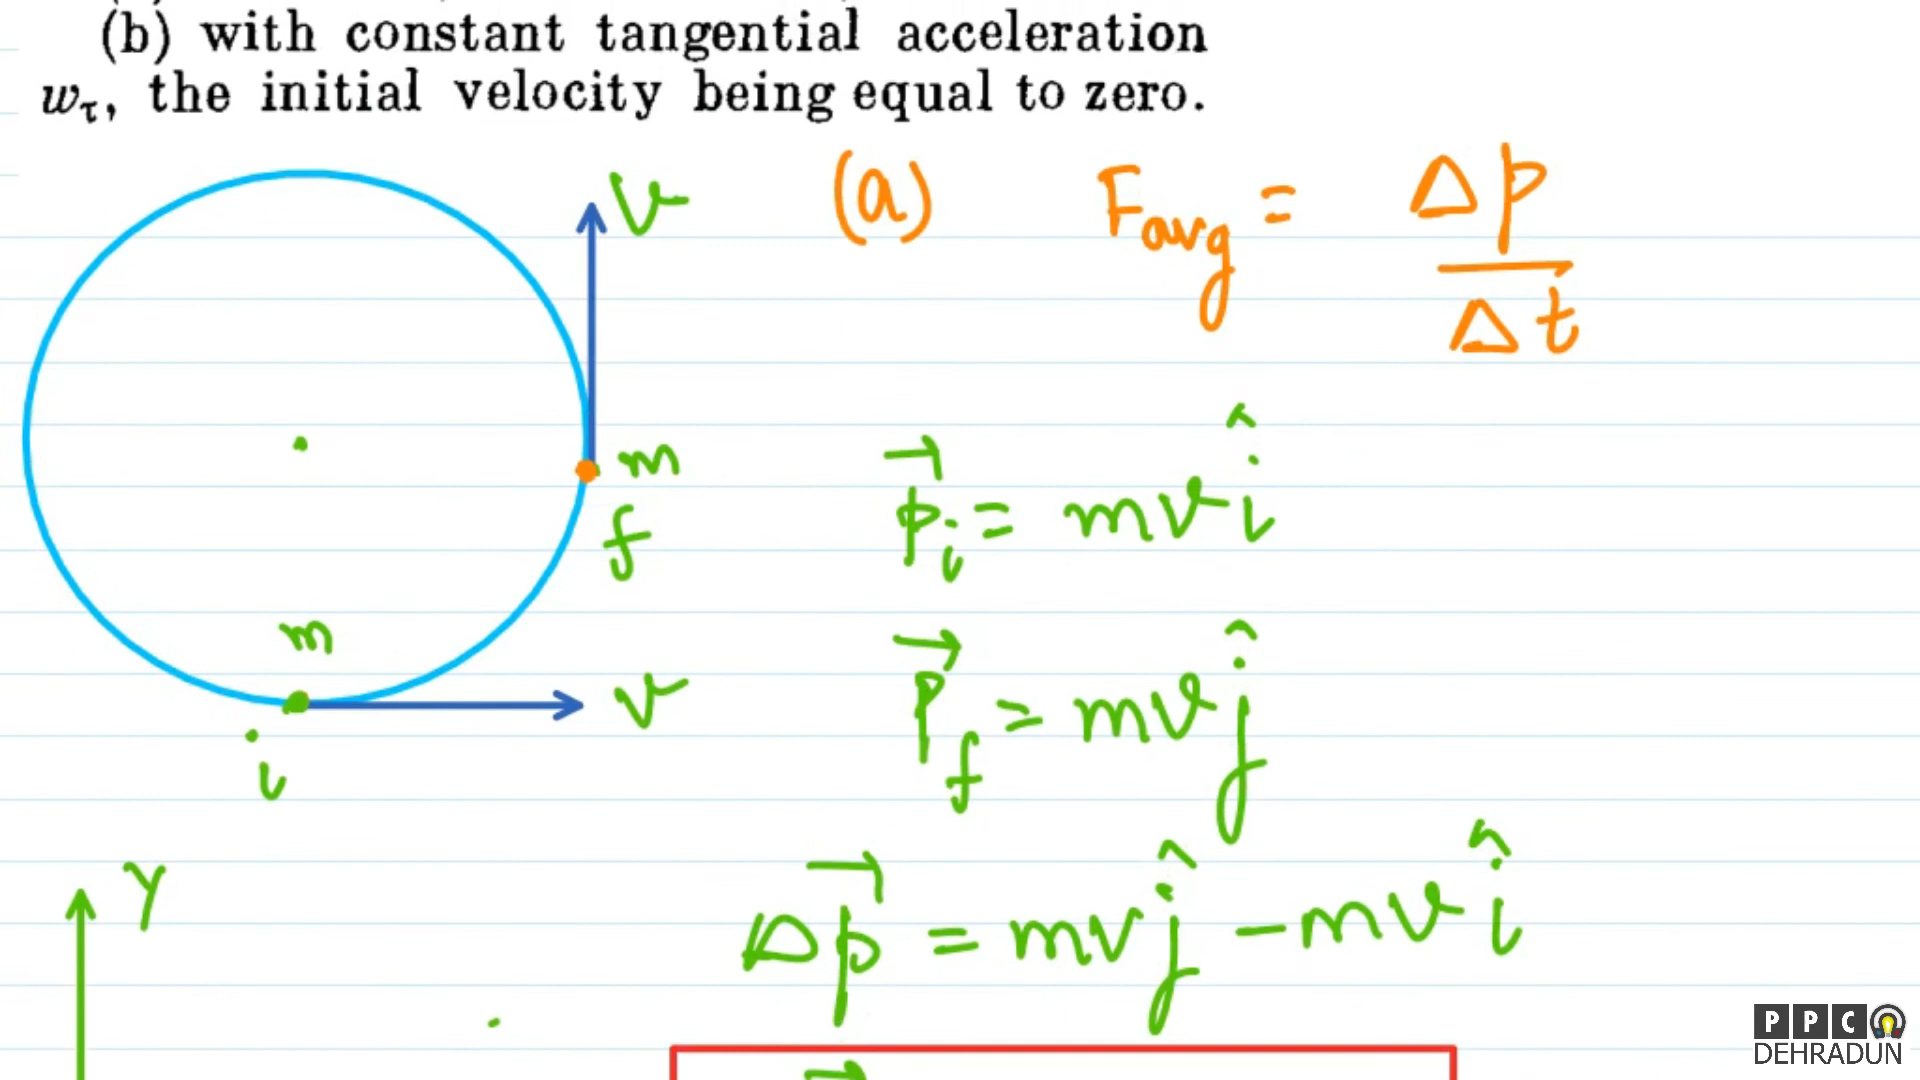 (b) with constant tangential acceleration
w_τ, the initial velocity being equal to zero.
V
(a) F_avg = Δp / Δt
m
f
p⃗_i = mv î
m
v
i
p⃗_f = mv ĵ
y
Δp⃗ = mv ĵ − mv î
PPC
DEHRADUN